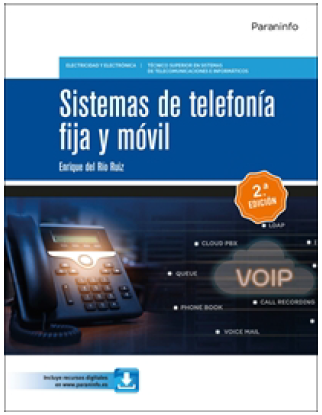 Paraninfo
ELECTRICIDAD Y ELECTRÓNICA
TÉCNICO SUPERIOR EN SISTEMAS
DE TELECOMUNICACIONES E INFORMÁTICOS
Sistemas de telefonía
fija y móvil
Enrique del Río Ruiz
2.ª
EDICIÓN
LDAP
CLOUD PBX
QUEUE
VOIP
CALL RECORDING
PHONE BOOK
VOICE MAIL
Incluye recursos digitales
en www.paraninfo.es